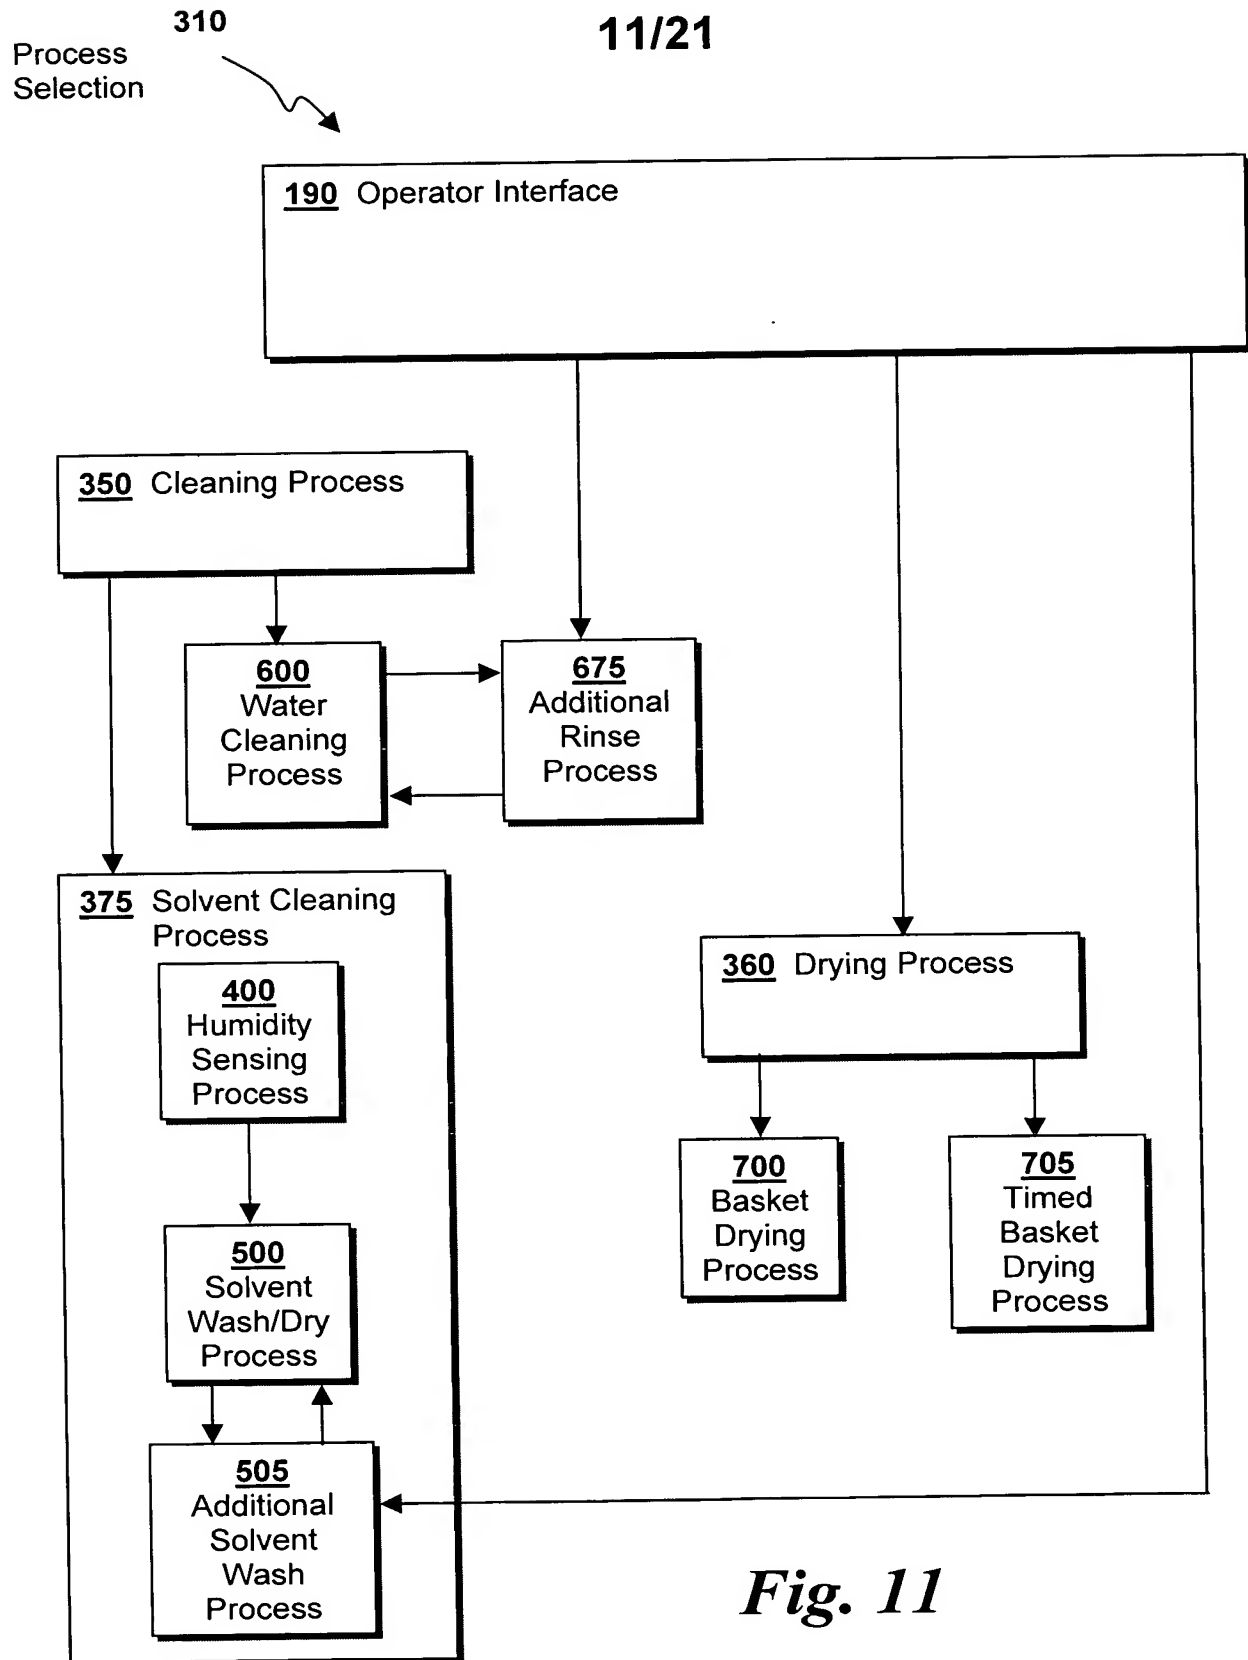 310
11/21
Process
Selection
190 Operator Interface
350 Cleaning Process
600
Water
Cleaning
Process
675
Additional
Rinse
Process
375 Solvent Cleaning
Process
400
Humidity
Sensing
Process
360 Drying Process
700
Basket
Drying
Process
705
Timed
Basket
Drying
Process
500
Solvent
Wash/Dry
Process
505
Additional
Solvent
Wash
Process
Fig. 11